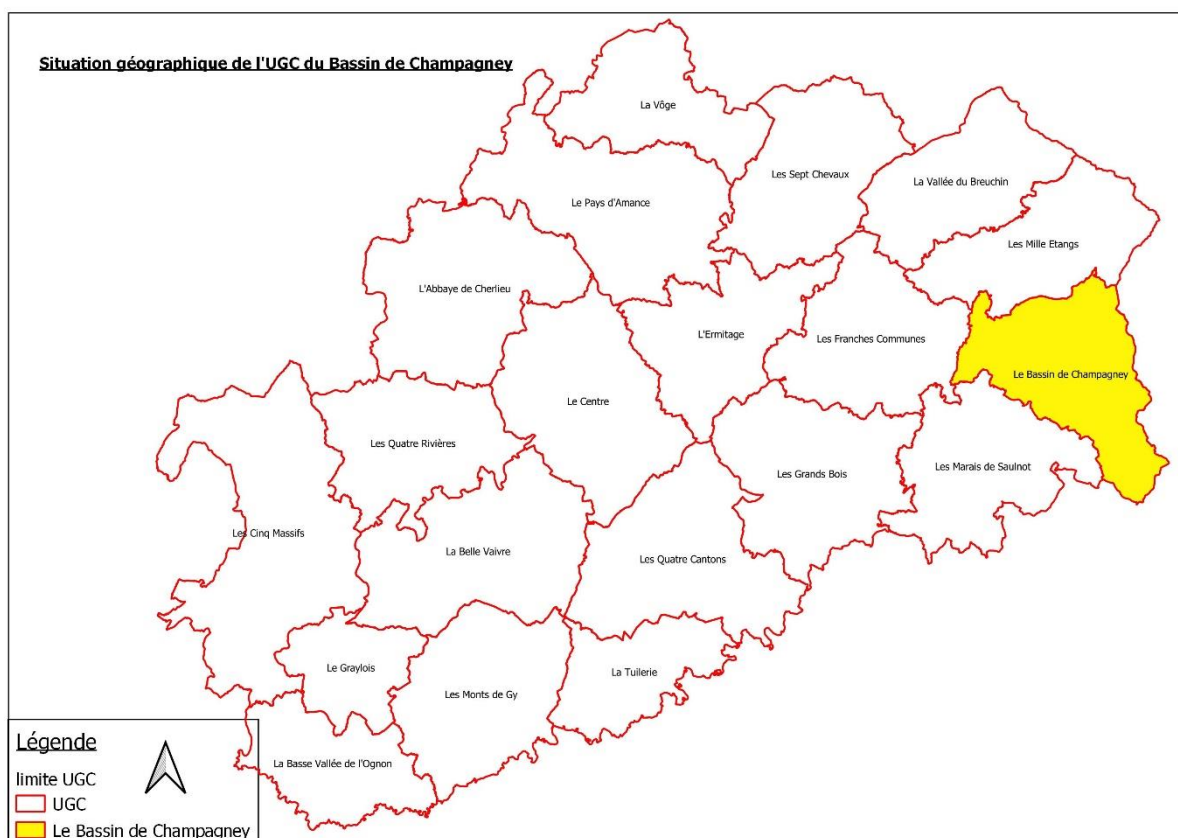 Situation géographique de l'UGC du Bassin de Champagney
La Vôge
Les Sept Chevaux
La Vallée du Breuchin
Le Pays d'Amance
Les Mille Etangs
L'Abbaye de Cherlieu
L'Ermitage
Les Franches Communes
Le Bassin de Champagney
Le Centre
Les Quatre Rivières
Les Grands Bois
Les Marais de Saulnot
Les Cinq Massifs
La Belle Vaivre
Les Quatre Cantons
Le Graylois
La Tuilerie
Les Monts de Gy
La Basse Vallée de l'Ognon
Légende
limite UGC
UGC
Le Bassin de Champagney